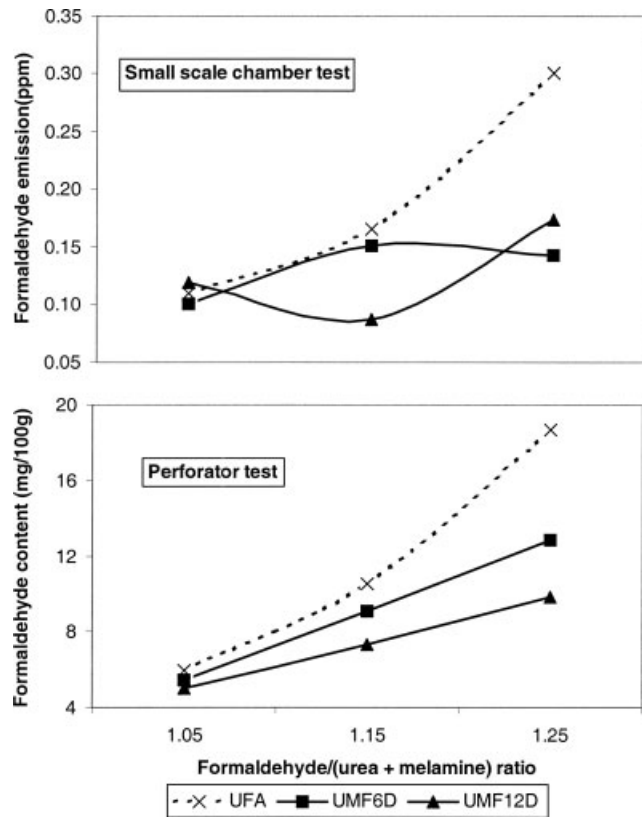 0.30
Small scale chamber test
0.25
0.20
0.15
0.10
0.05
Formaldehyde emission(ppm)
20
Perforator test
16
12
8
4
Formaldehyde content (mg/100g)
1.05 1.15 1.25
Formaldehyde/(urea + melamine) ratio
UFA UMF6D UMF12D